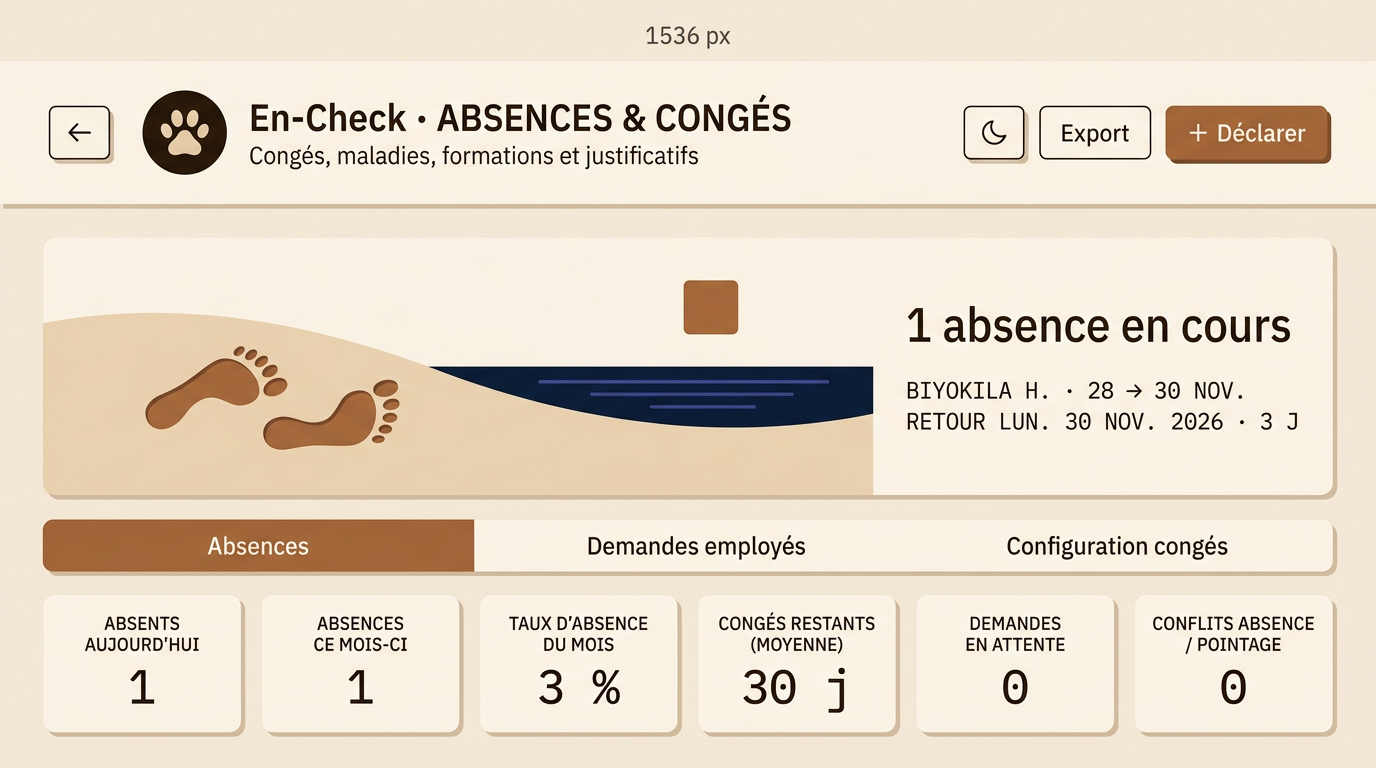 1536 px
En-Check · ABSENCES & CONGÉS
Congés, maladies, formations et justificatifs
Export
+ Déclarer
1 absence en cours
BIYOKILA H. · 28 → 30 NOV.
RETOUR LUN. 30 NOV. 2026 · 3 J
Absences
Demandes employés
Configuration congés
ABSENTS
AUJOURD'HUI
1
ABSENCES
CE MOIS-CI
1
TAUX D’ABSENCE
DU MOIS
3 %
CONGÉS RESTANTS
(MOYENNE)
30 j
DEMANDES
EN ATTENTE
0
CONFLITS ABSENCE
/ POINTAGE
0